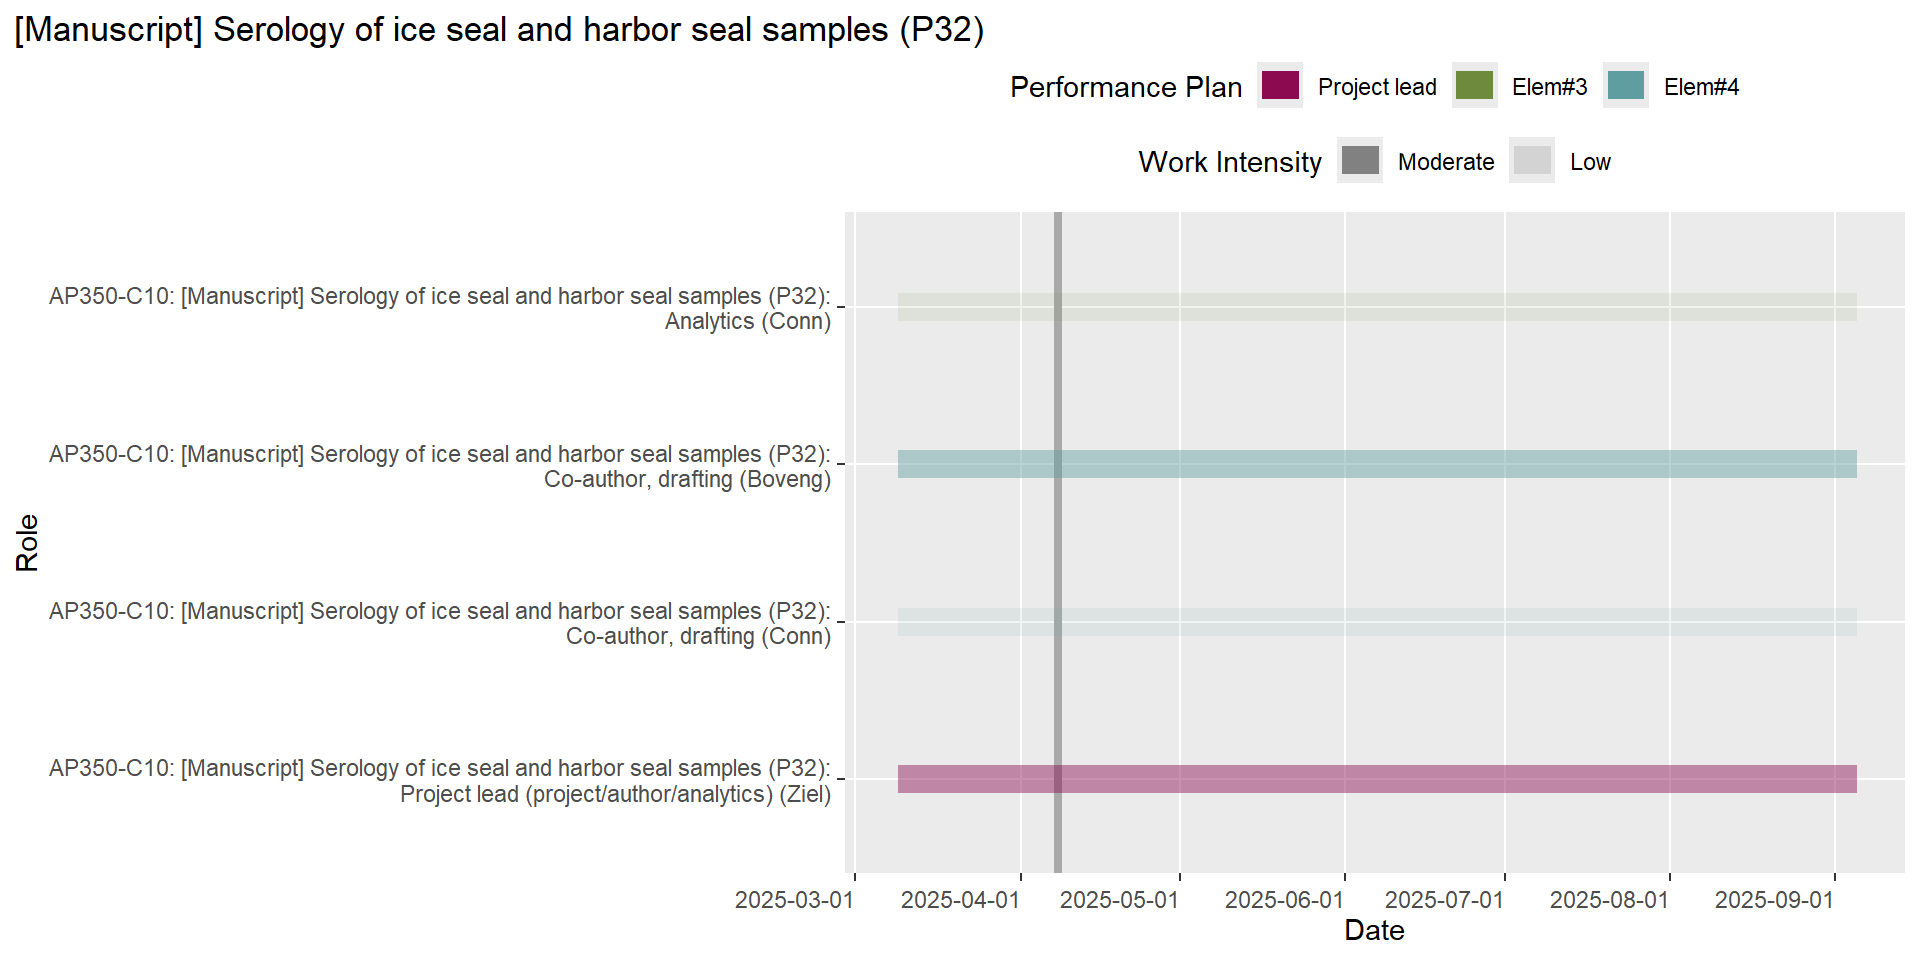 [Manuscript] Serology of ice seal and harbor seal samples (P32)
Performance Plan Project lead Elem#3 Elem#4
Work Intensity Moderate Low
AP350-C10: [Manuscript] Serology of ice seal and harbor seal samples (P32):
Analytics (Conn)
AP350-C10: [Manuscript] Serology of ice seal and harbor seal samples (P32):
Co-author, drafting (Boveng)
Role
AP350-C10: [Manuscript] Serology of ice seal and harbor seal samples (P32):
Co-author, drafting (Conn)
AP350-C10: [Manuscript] Serology of ice seal and harbor seal samples (P32):
Project lead (project/author/analytics) (Ziel)
2025-03-01 2025-04-01 2025-05-01 2025-06-01 2025-07-01 2025-08-01 2025-09-01
Date